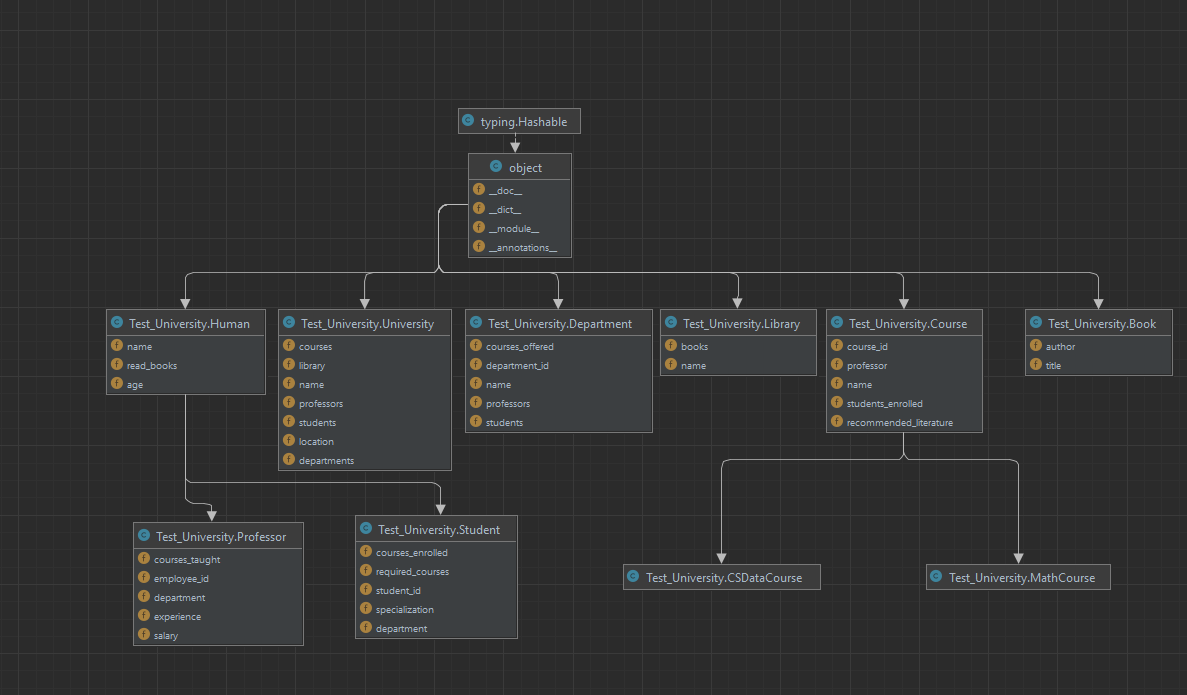 typing.Hashable
object
__doc__
__dict__
__module__
__annotations__
Test_University.Human
name
read_books
age
Test_University.University
courses
library
name
professors
students
location
departments
Test_University.Department
courses_offered
department_id
name
professors
students
Test_University.Library
books
name
Test_University.Course
course_id
professor
name
students_enrolled
recommended_literature
Test_University.Book
author
title
Test_University.Professor
courses_taught
employee_id
department
experience
salary
Test_University.Student
courses_enrolled
required_courses
student_id
specialization
department
Test_University.CSDataCourse
Test_University.MathCourse